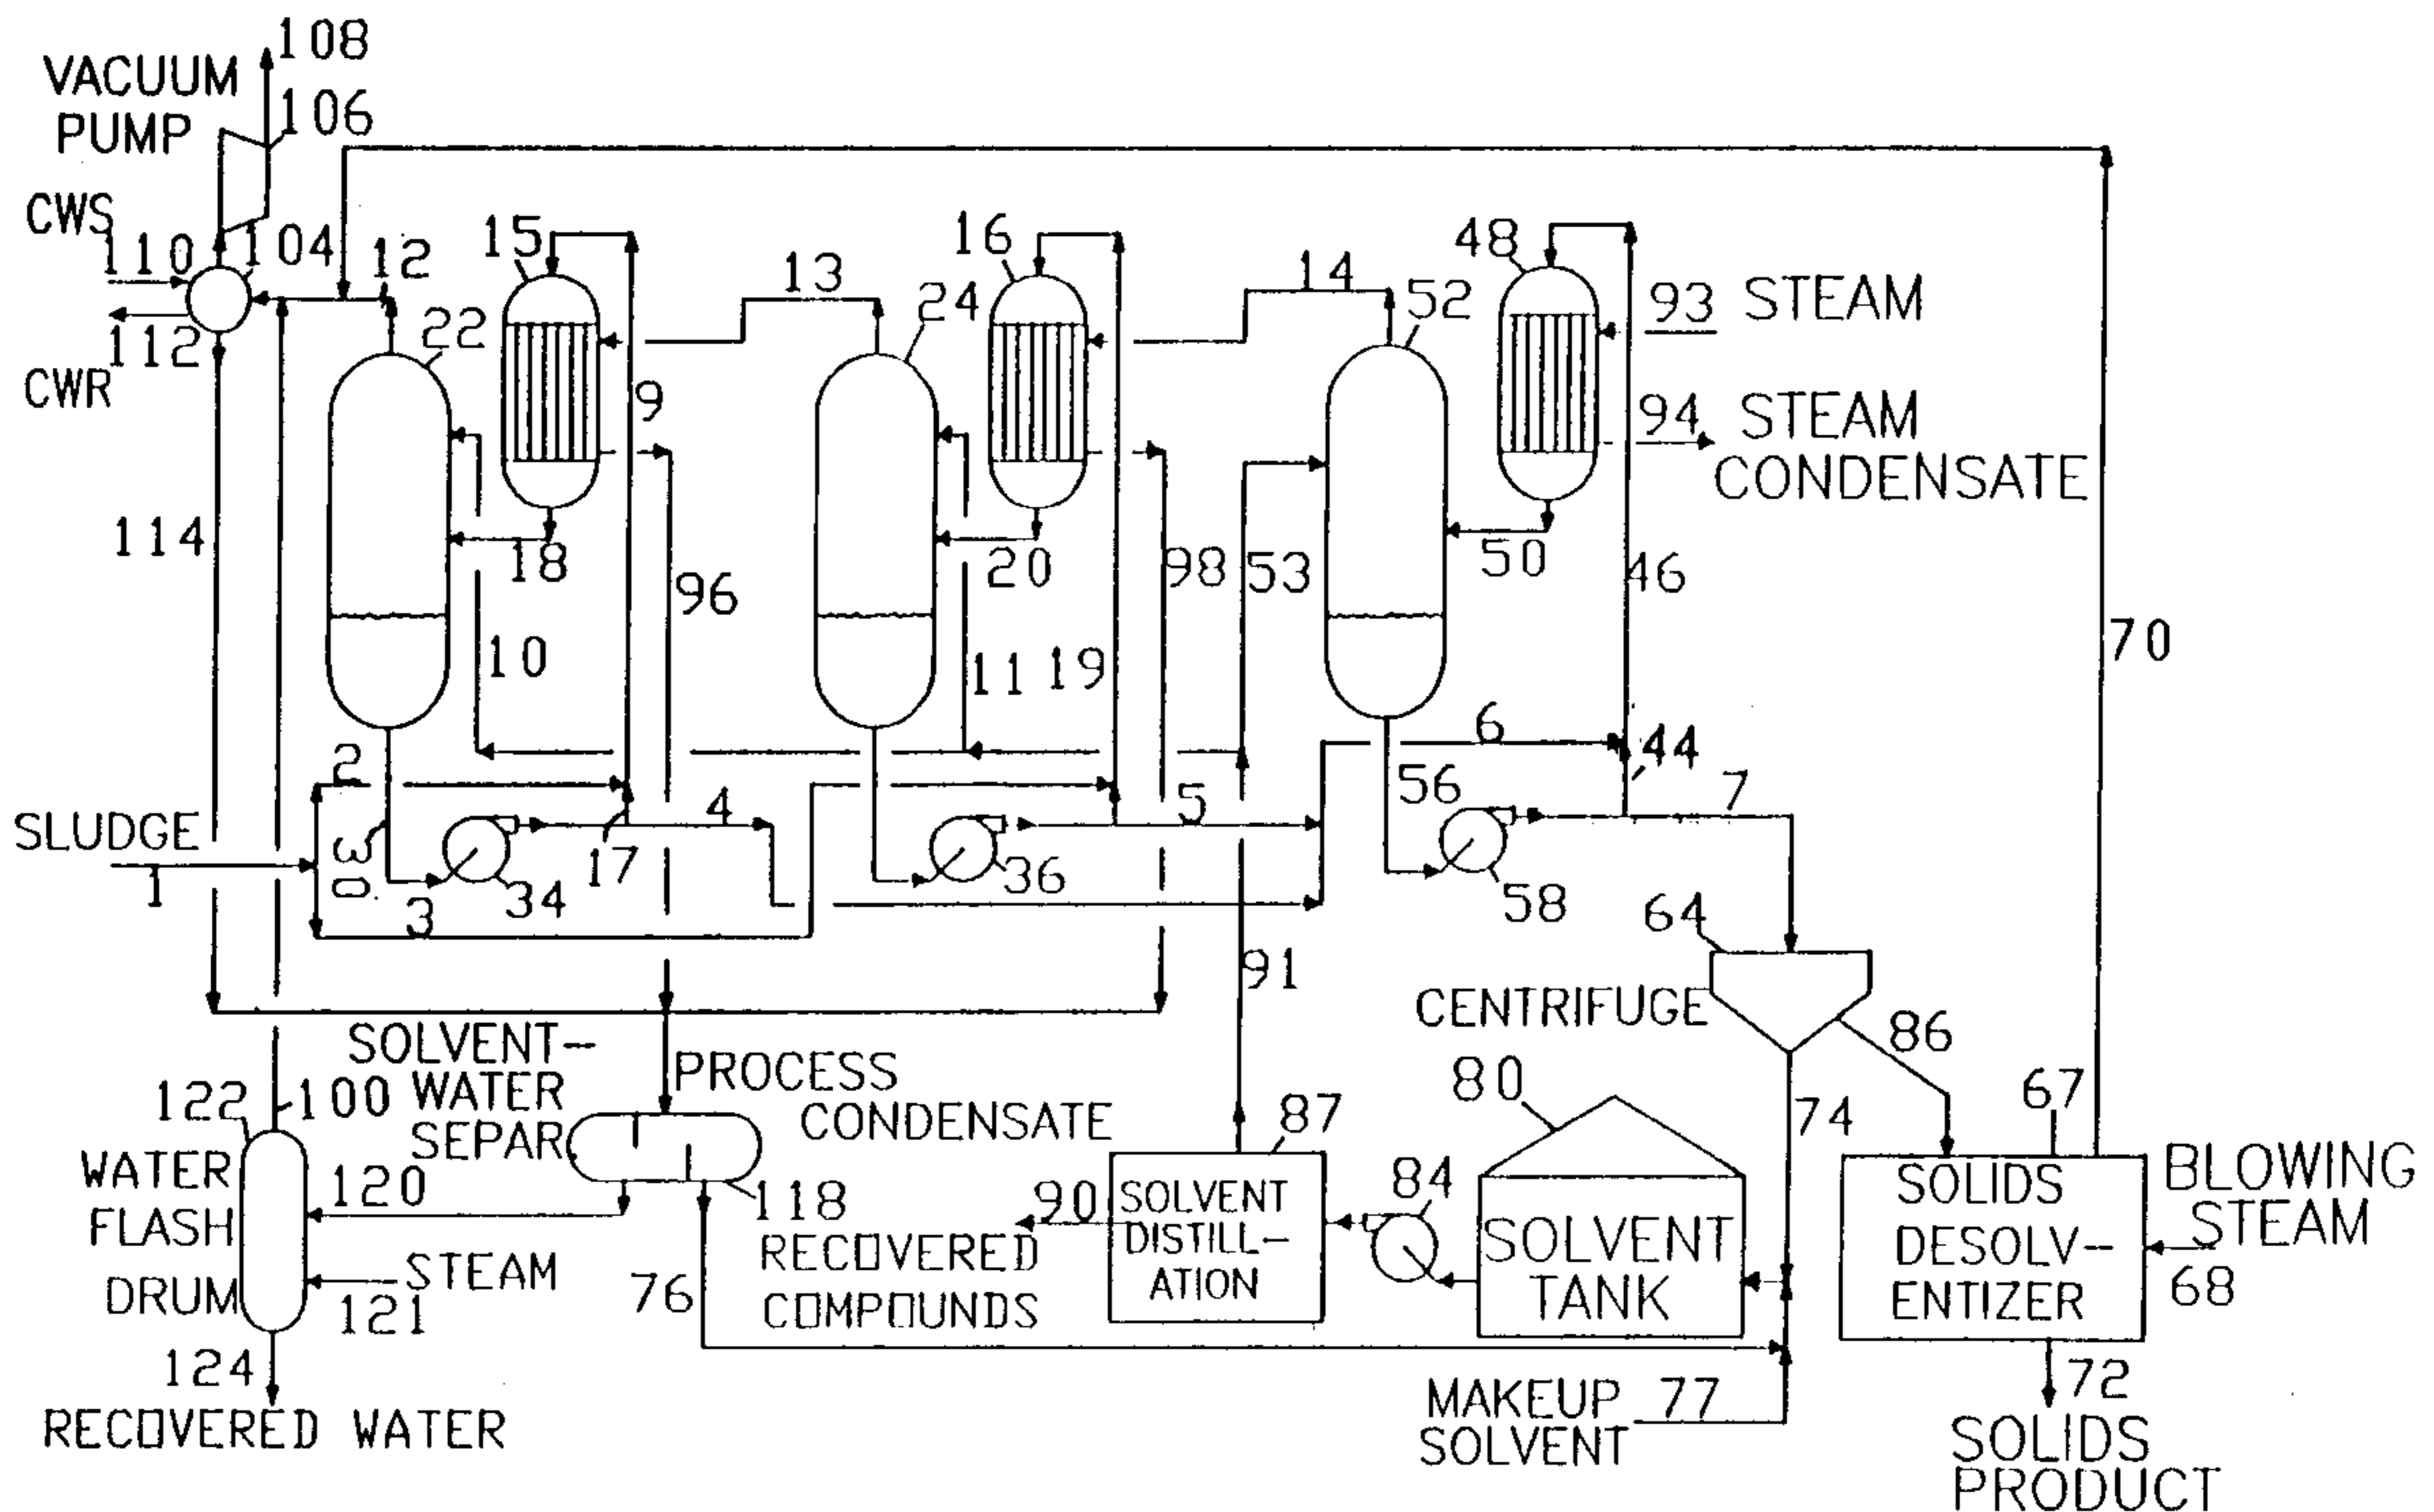 108
VACUUM
PUMP
106
CWS
110
104
12
15
13
16
14
48
93 STEAM
24
52
112
22
CWR
9
94 STEAM
CONDENSATE
114
18
96
20
98
53
50
46
10
11
19
70
2
6
44
56
7
SLUDGE
1
30
4
5
17
3
34
36
58
64
91
CENTRIFUGE
86
SOLVENT-
WATER
SEPAR
PROCESS
CONDENSATE
122
100
80
87
74
67
WATER
FLASH
DRUM
120
118
90
SOLVENT
DISTILL-
ATION
84
SOLVENT
TANK
SOLIDS
DESOLV-
ENTIZER
BLOWING
STEAM
68
RECOVERED
COMPOUNDS
STEAM
121
76
124
RECOVERED WATER
MAKEUP
SOLVENT
77
72
SOLIDS
PRODUCT